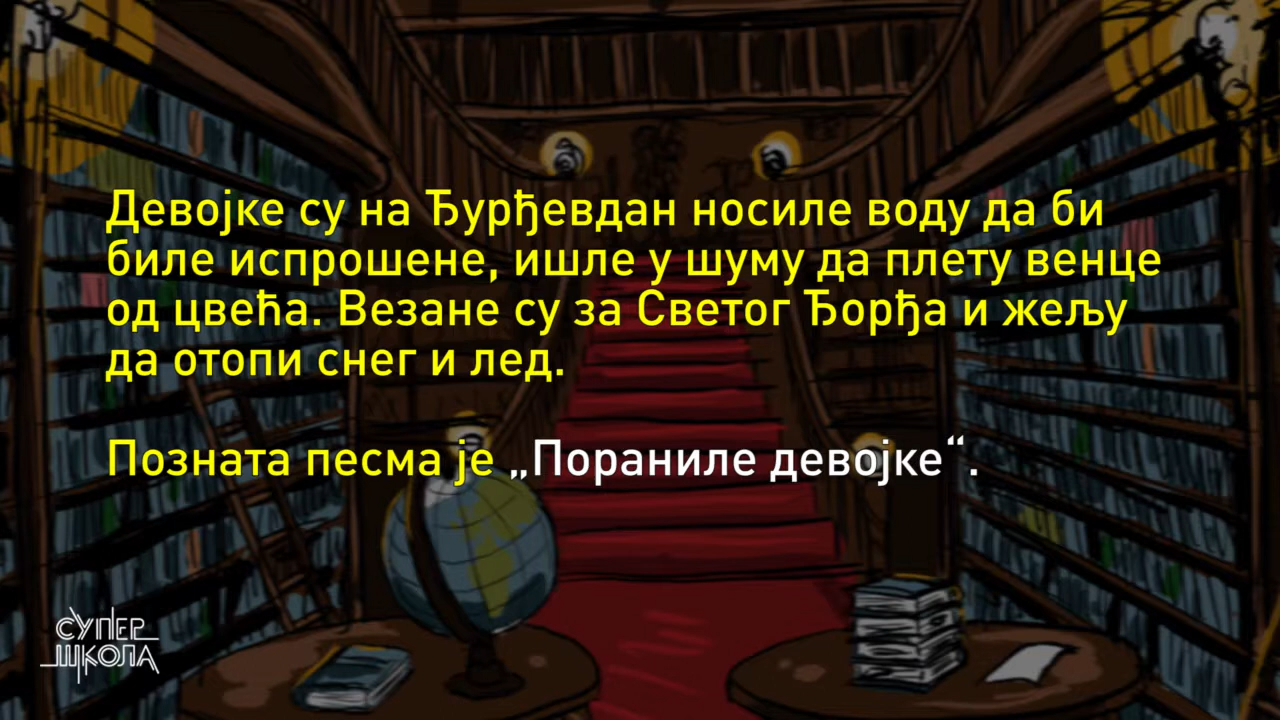 Девојке су на Ђурђевдан носиле воду да би
биле испрошене, ишле у шуму да плету венце
од цвећа. Везане су за Светог Ђорђа и жељу
да отопи снег и лед.
Позната песма је „Пораниле девојке“.
СУПЕР
ШКОЛА